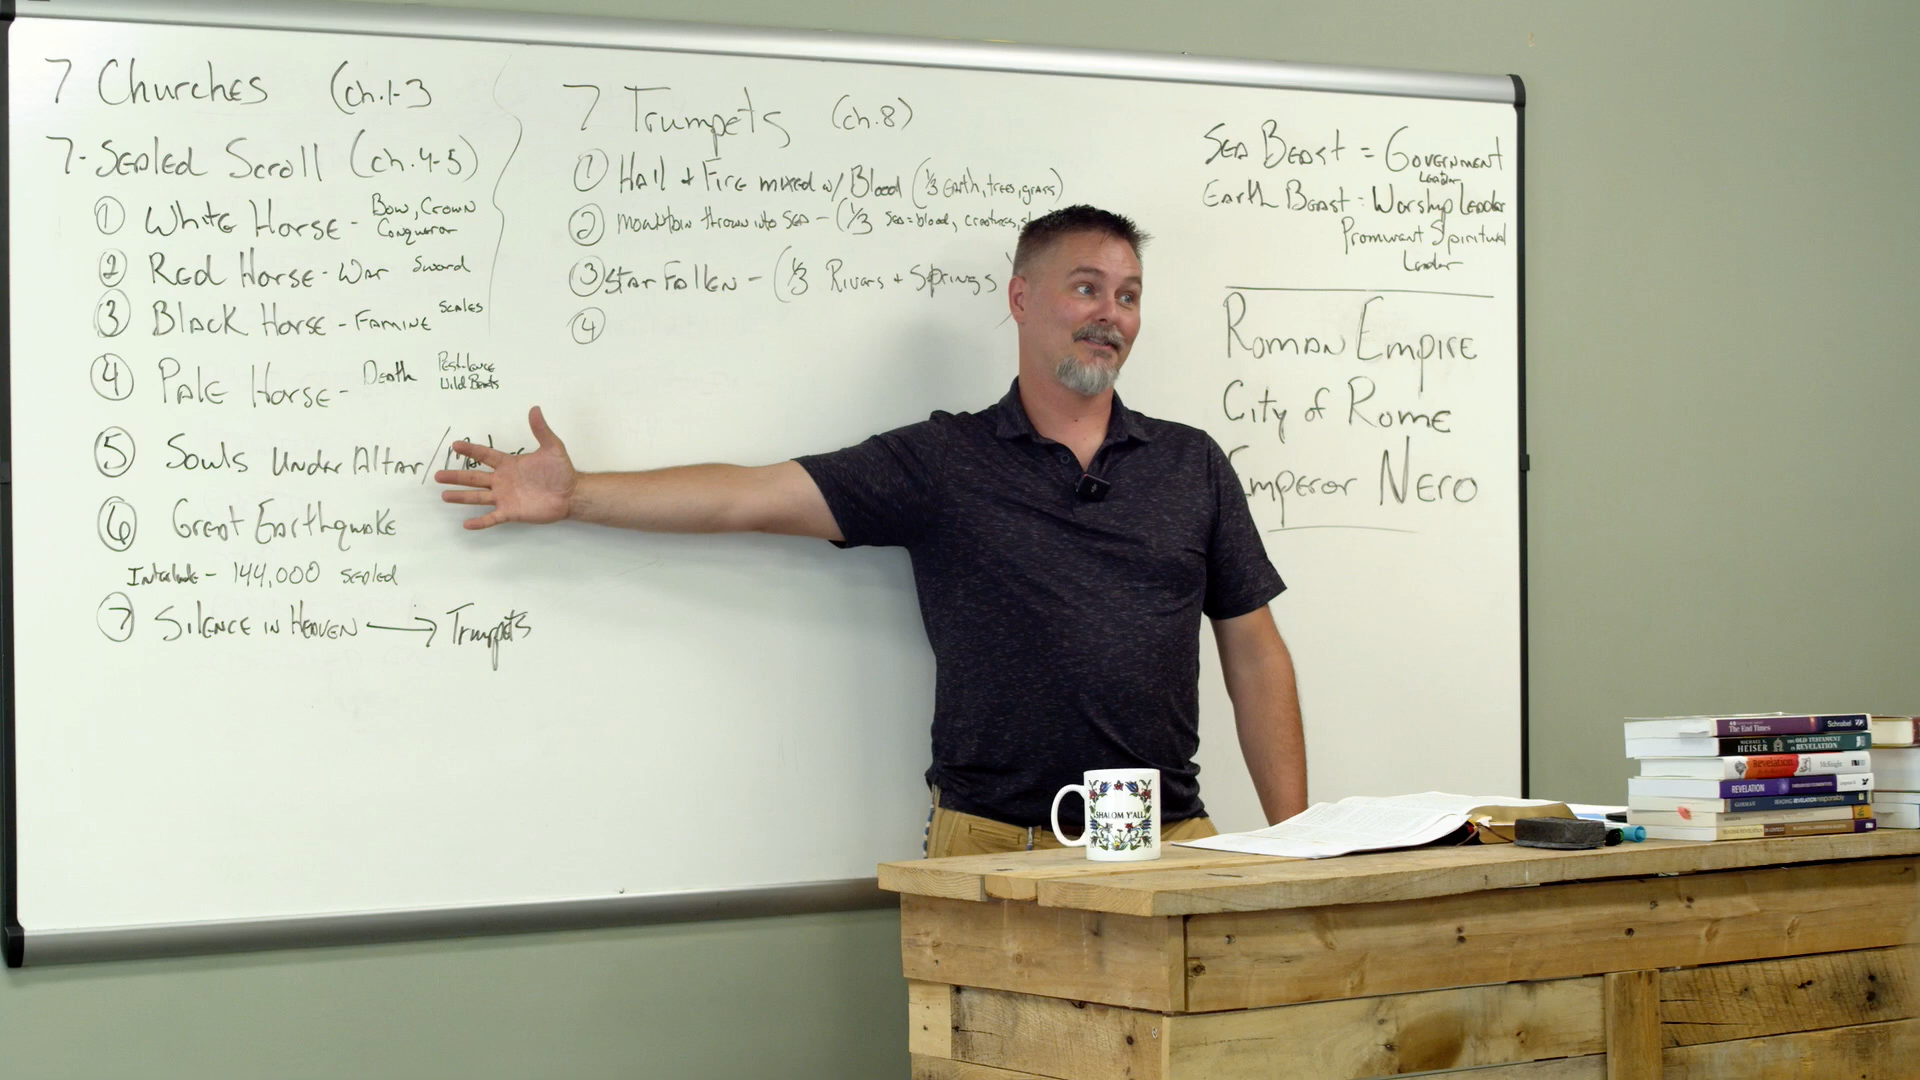 7 Churches (ch.1-3
7-Sealed Scroll (ch.4-5)
① White Horse - Bow, Crown
Conqueror
② Red Horse - War Sword
③ Black Horse - Famine Scales
④ Pale Horse - Death Pestilence
Wild Beasts
⑤ Souls Under Altar /
⑥ Great Earthquake
Interlude - 144,000 sealed
⑦ Silence in Heaven → Trumpets
7 Trumpets (ch.8)
① Hail + Fire mixed w/ Blood (1/3 Earth, trees, grass)
② Mountain thrown into Sea - (1/3 sea=blood, creatures,
③ Star Fallen - (1/3 Rivers + Springs)
④
Sea Beast = Government
Leader
Earth Beast = Worship Leader
Prominent Spiritual
Leader
Roman Empire
City of Rome
Emperor Nero
SHALOM Y'ALL
The End Times Schnabel
MICHAEL S. HEISER THE OLD TESTAMENT IN REVELATION
Revelation McKnight
REVELATION
GORMAN READING REVELATION responsibly